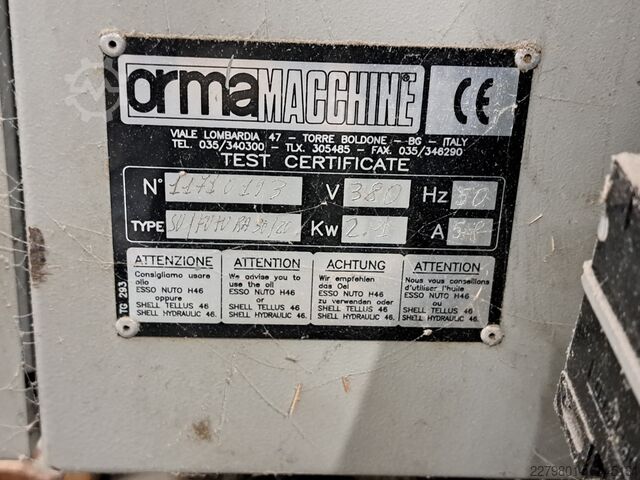 orma MACCHINE CE
VIALE LOMBARDIA 47 - TORRE BOLDONE - BG - ITALY
TEL. 035/340300 - TLX. 305485 - FAX. 035/346290
TEST CERTIFICATE
N° V 380 Hz 50
TYPE Kw A
ATTENZIONE
Consigliamo usare
olio
ESSO NUTO H46
oppure
SHELL TELLUS 46
SHELL HYDRAULIC 46.
ATTENTION
We advise you to
use the oil
ESSO NUTO H46
or
SHELL TELLUS 46
SHELL HYDRAULIC 46.
ACHTUNG
Wir empfehlen
das Oel
ESSO NUTO H46
zu verwenden oder
SHELL TELLUS 46
SHELL HYDRAULIC 46.
ATTENTION
Nous vous conseillons
d'utiliser l'huile
ESSO NUTO H46
ou
SHELL TELLUS 46
SHELL HYDRAULIC 46.
TG 293